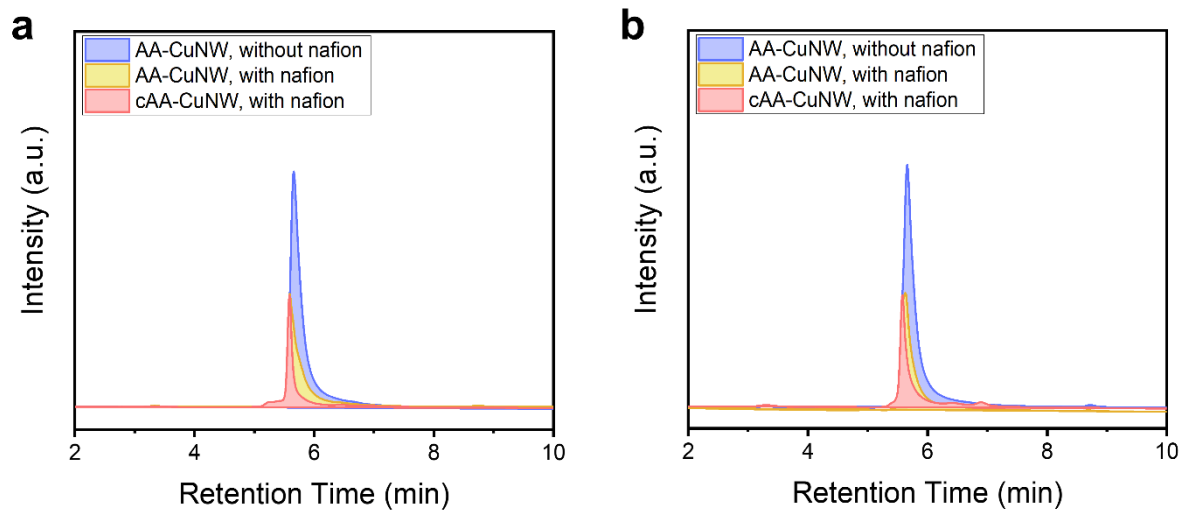 a
AA-CuNW, without nafion
AA-CuNW, with nafion
cAA-CuNW, with nafion
Intensity (a.u.)
2 4 6 8 10
Retention Time (min)
b
AA-CuNW, without nafion
AA-CuNW, with nafion
cAA-CuNW, with nafion
Intensity (a.u.)
2 4 6 8 10
Retention Time (min)